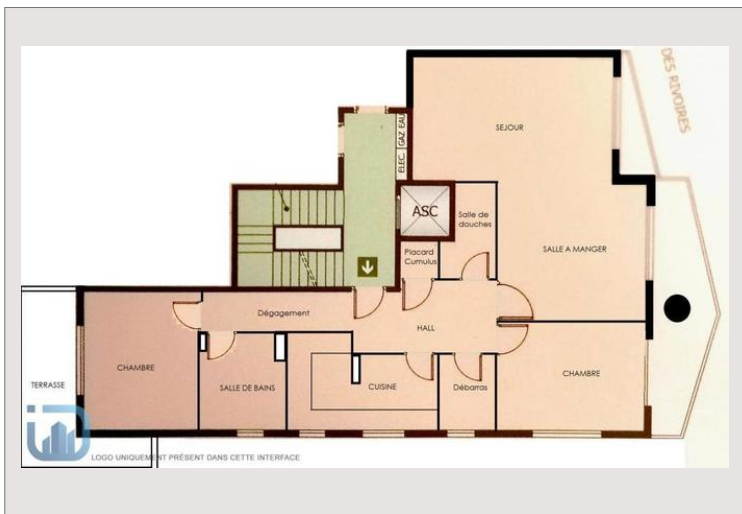 DES RIVOIRES
SEJOUR
ELEC. GAZ EAU
ASC
Salle de
douches
SALLE A MANGER
Placard
Cumulus
Dégagement
HALL
CHAMBRE
CHAMBRE
TERRASSE
SALLE DE BAINS
CUISINE
Débarras
LOGO UNIQUEMENT PRÉSENT DANS CETTE INTERFACE